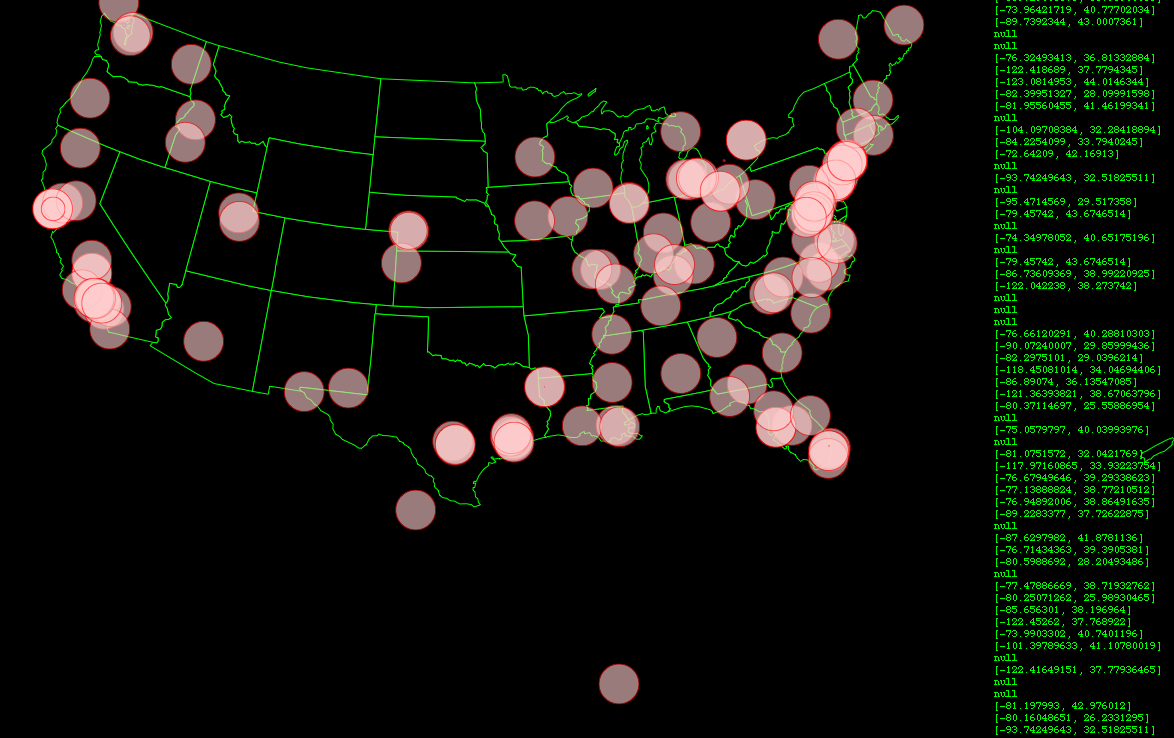 [-73.96421719, 40.77702034]
[-89.7392344, 43.0007361]
null
null
[-76.32493413, 36.81332884]
[-122.418689, 37.7794345]
[-123.0814953, 44.0146344]
[-82.39951327, 28.09991598]
[-81.95560455, 41.46199341]
null
[-104.09708384, 32.28418894]
[-84.2254099, 33.7940245]
[-72.64209, 42.16913]
null
[-93.74249643, 32.51825511]
null
[-95.4714569, 29.517358]
[-79.45742, 43.6746514]
null
[-74.34978052, 40.65175196]
null
[-79.45742, 43.6746514]
[-86.73609369, 38.99220925]
[-122.042238, 38.273742]
null
null
null
[-76.66120291, 40.28810303]
[-90.07240007, 29.85999436]
[-82.2975101, 29.0396214]
[-118.45081014, 34.04694406]
[-86.89074, 36.13547085]
[-121.36393821, 38.67063796]
[-80.37114697, 25.55886954]
null
[-75.0579797, 40.03993976]
null
[-81.0751572, 32.0421769]
[-117.97160865, 33.93223754]
[-76.67949646, 39.29338623]
[-77.13888824, 38.77210512]
[-76.94892006, 38.86491635]
[-89.2283377, 37.72622875]
null
[-87.6297982, 41.8781136]
[-76.71434363, 39.3905381]
[-80.5988692, 28.20493486]
null
[-77.47886669, 38.71932762]
[-80.25071262, 25.98930465]
[-85.656301, 38.196964]
[-122.45262, 37.768922]
[-73.9903302, 40.7401196]
[-101.39789633, 41.10780019]
null
[-122.41649151, 37.77936465]
null
null
[-81.197993, 42.976012]
[-80.16048651, 26.2331295]
[-93.74249643, 32.51825511]